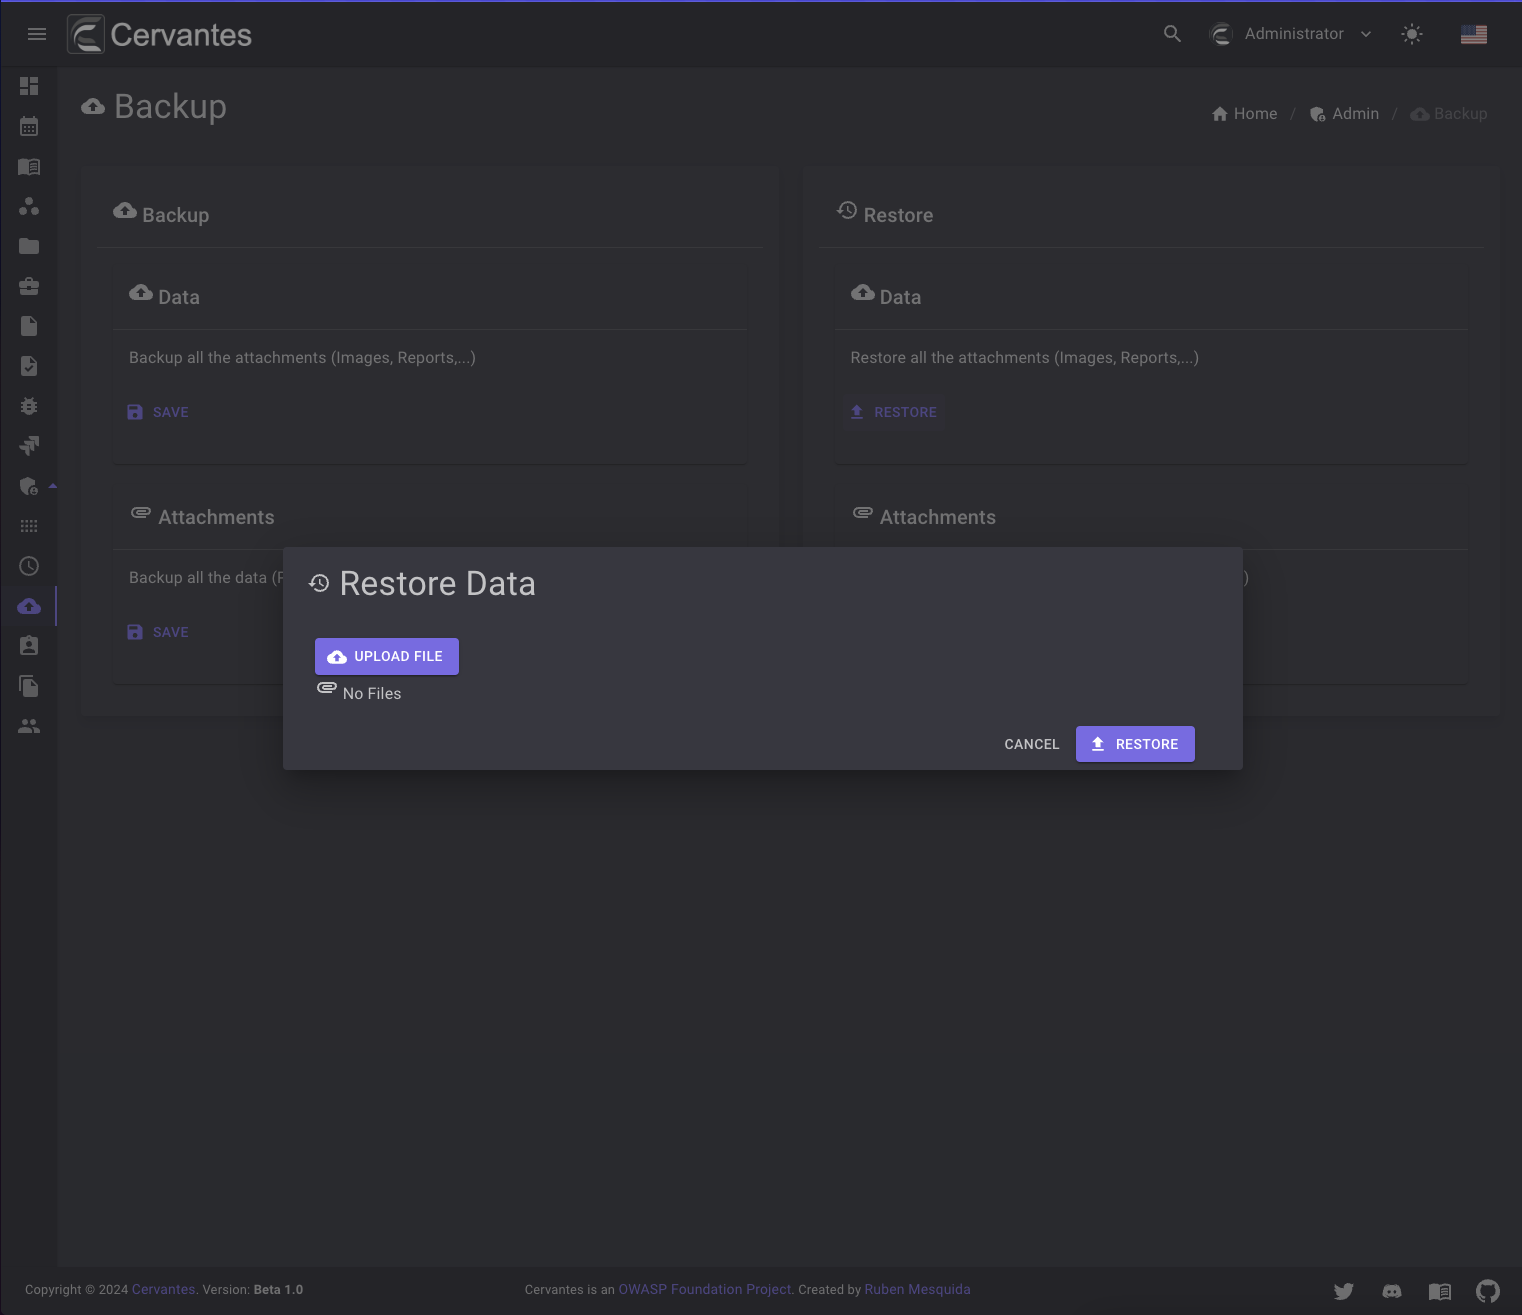 Cervantes
Administrator
Backup
Home / Admin / Backup
Backup
Data
Backup all the attachments (Images, Reports,...)
SAVE
Attachments
Backup all the data (
SAVE
Restore
Data
Restore all the attachments (Images, Reports,...)
RESTORE
Attachments
)
Restore Data
UPLOAD FILE
No Files
CANCEL
RESTORE
Copyright © 2024 Cervantes. Version: Beta 1.0
Cervantes is an OWASP Foundation Project. Created by Ruben Mesquida